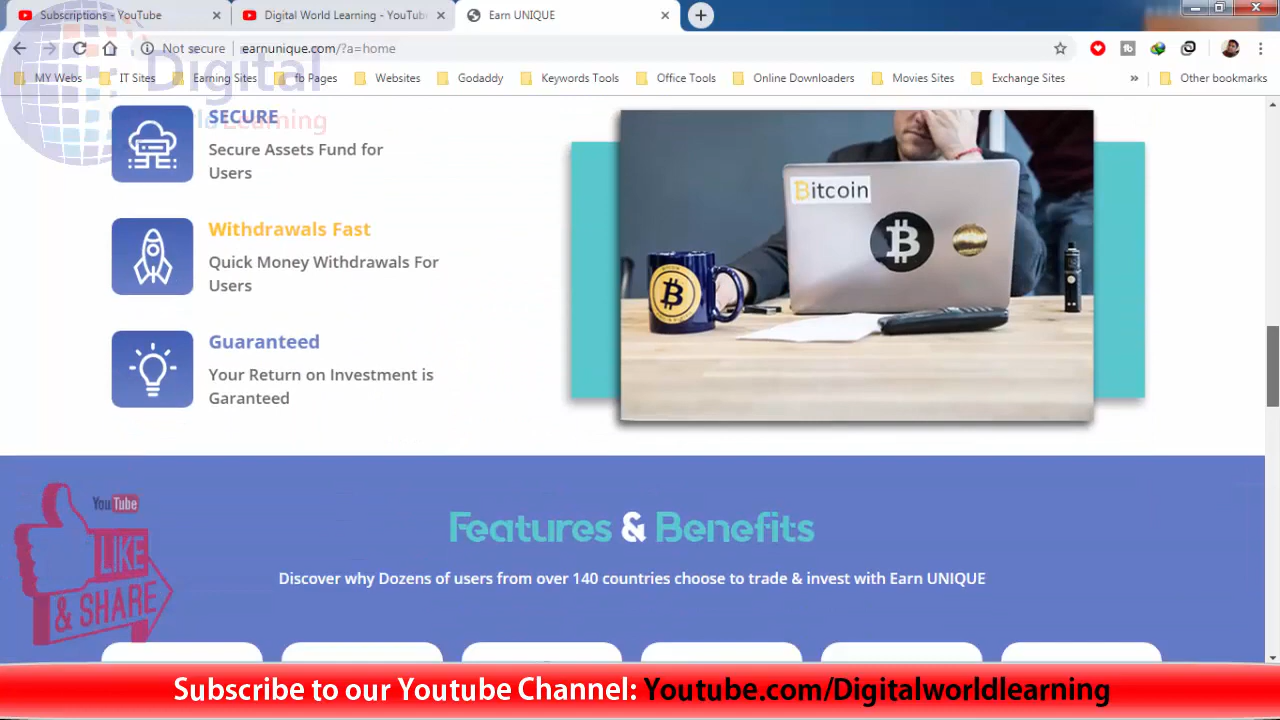 Subscriptions - YouTube
Digital World Learning - YouTube
Earn UNIQUE
Not secure
earnunique.com/?a=home
MY Webs
IT Sites
Earning Sites
fb Pages
Websites
Godaddy
Keywords Tools
Office Tools
Online Downloaders
Movies Sites
Exchange Sites
»
Other bookmarks
Digital
Learning
SECURE
Secure Assets Fund for
Users
Withdrawals Fast
Quick Money Withdrawals For
Users
Guaranteed
Your Return on Investment is
Garanteed
Bitcoin
Features & Benefits
Discover why Dozens of users from over 140 countries choose to trade & invest with Earn UNIQUE
YouTube
LIKE
& SHARE
Subscribe to our Youtube Channel: Youtube.com/Digitalworldlearning